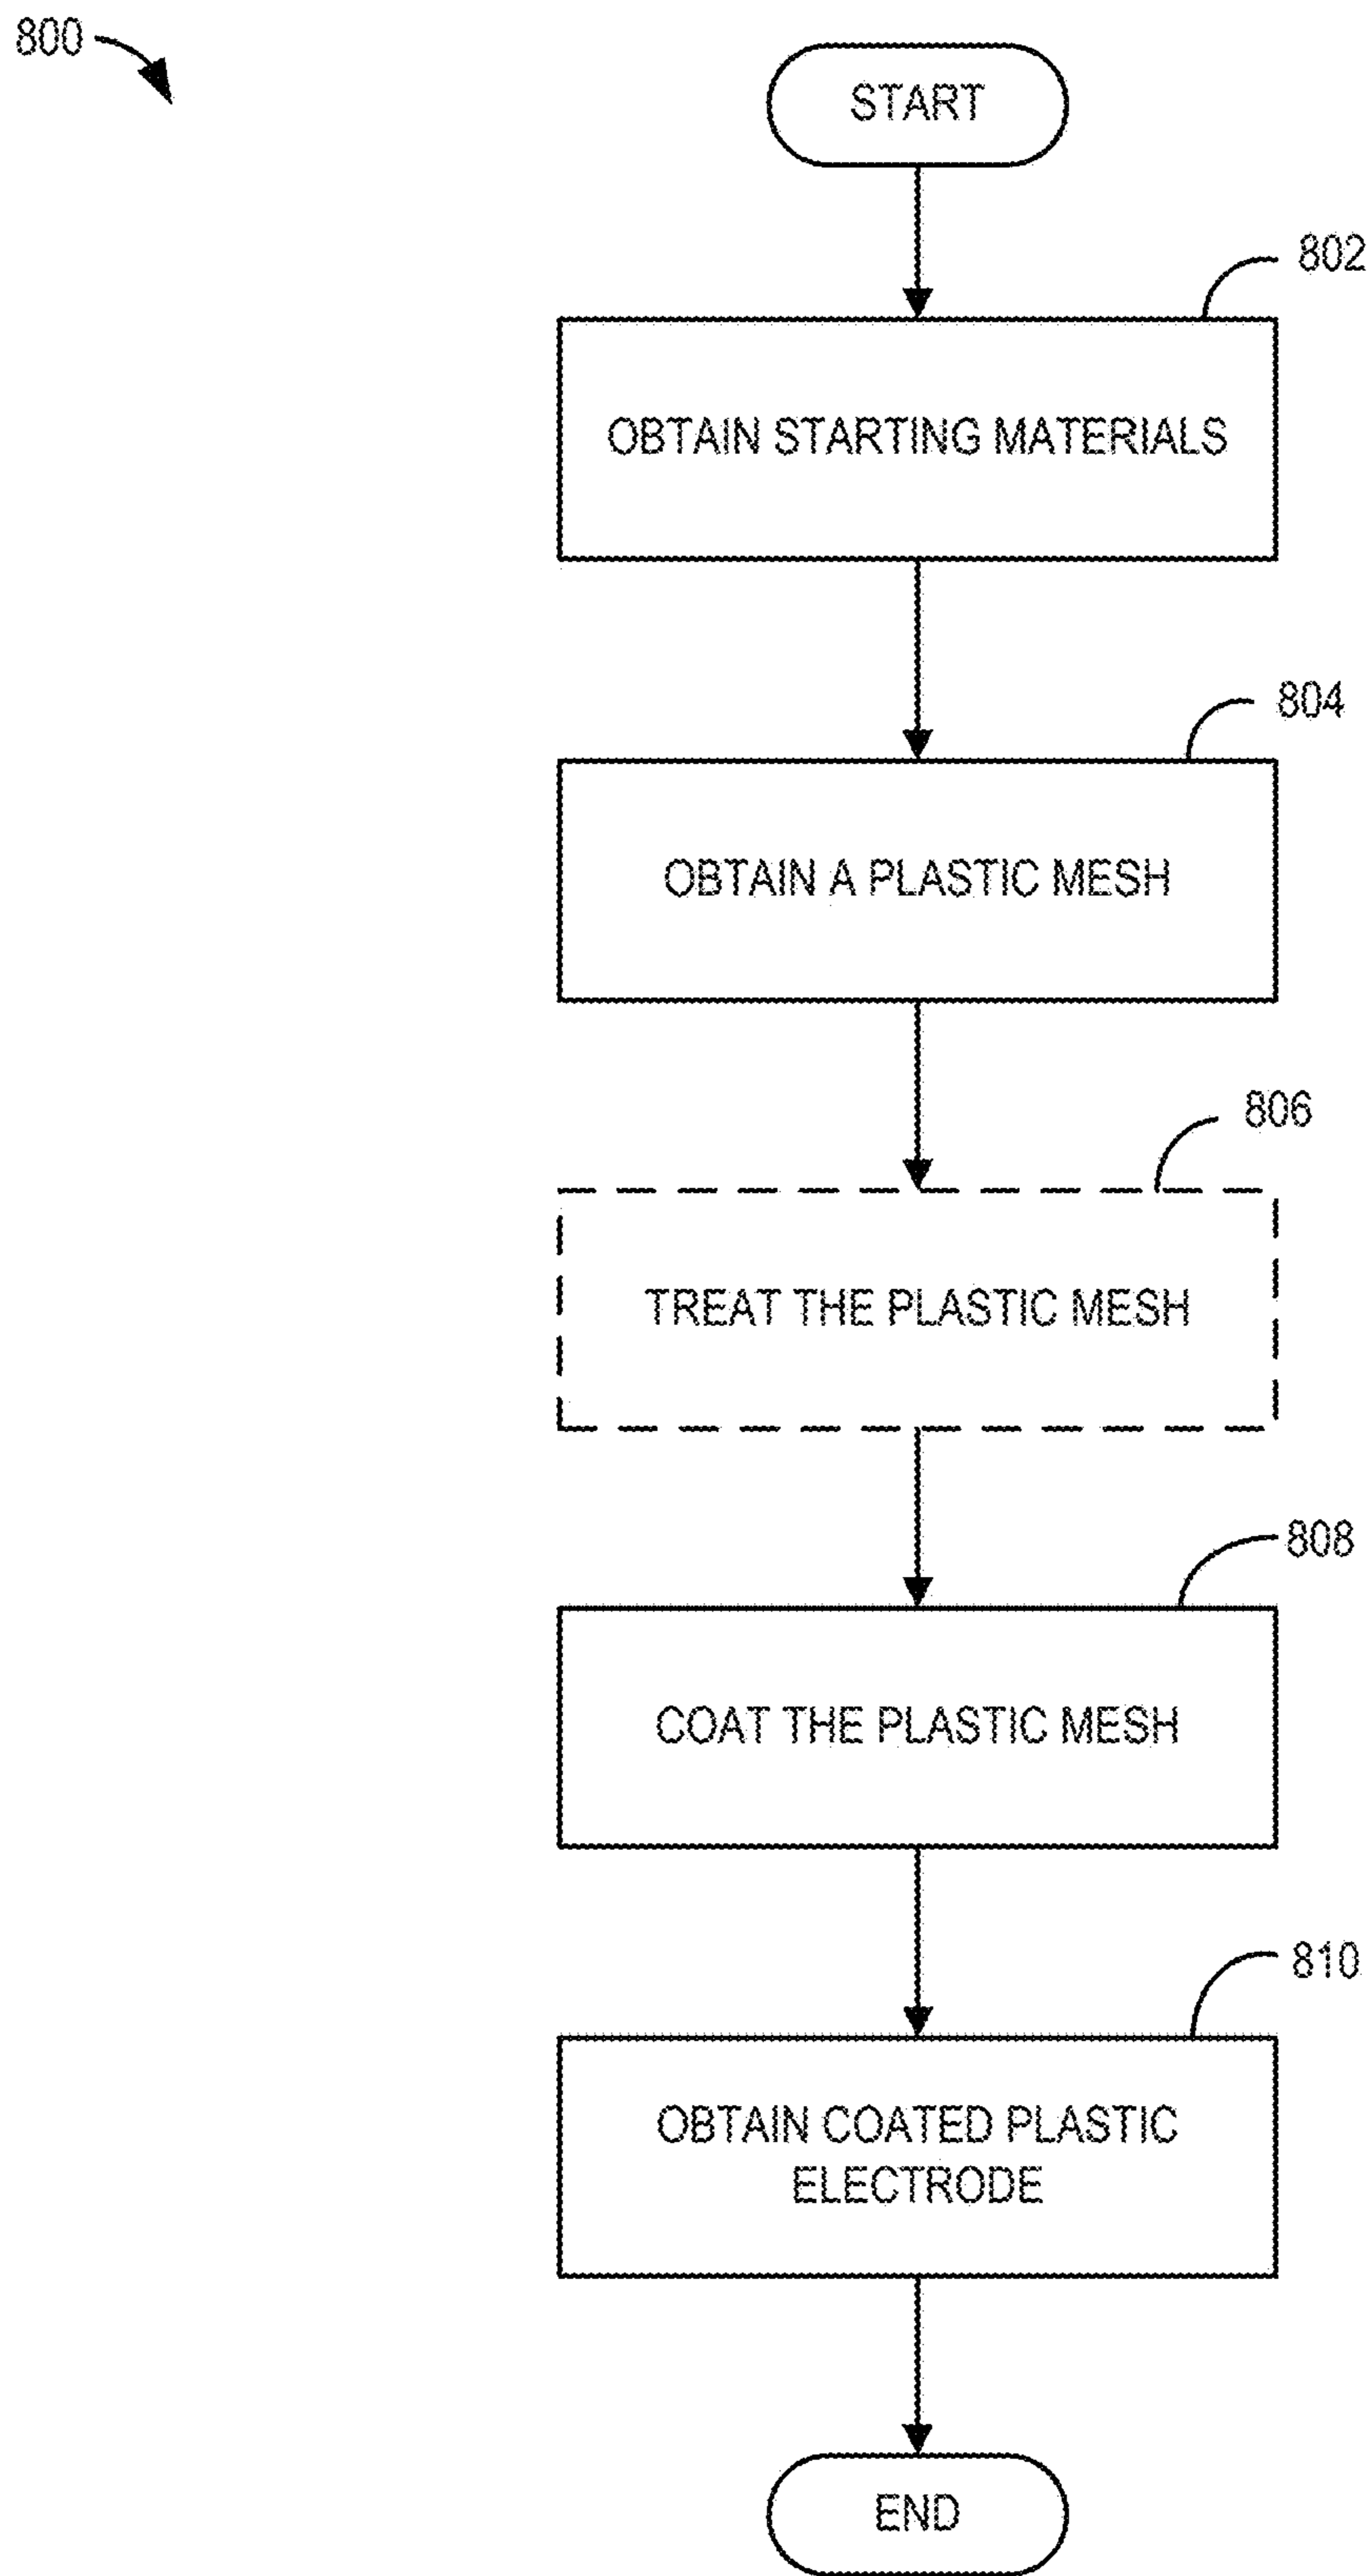 800
START
802
OBTAIN STARTING MATERIALS
804
OBTAIN A PLASTIC MESH
806
TREAT THE PLASTIC MESH
808
COAT THE PLASTIC MESH
810
OBTAIN COATED PLASTIC
ELECTRODE
END